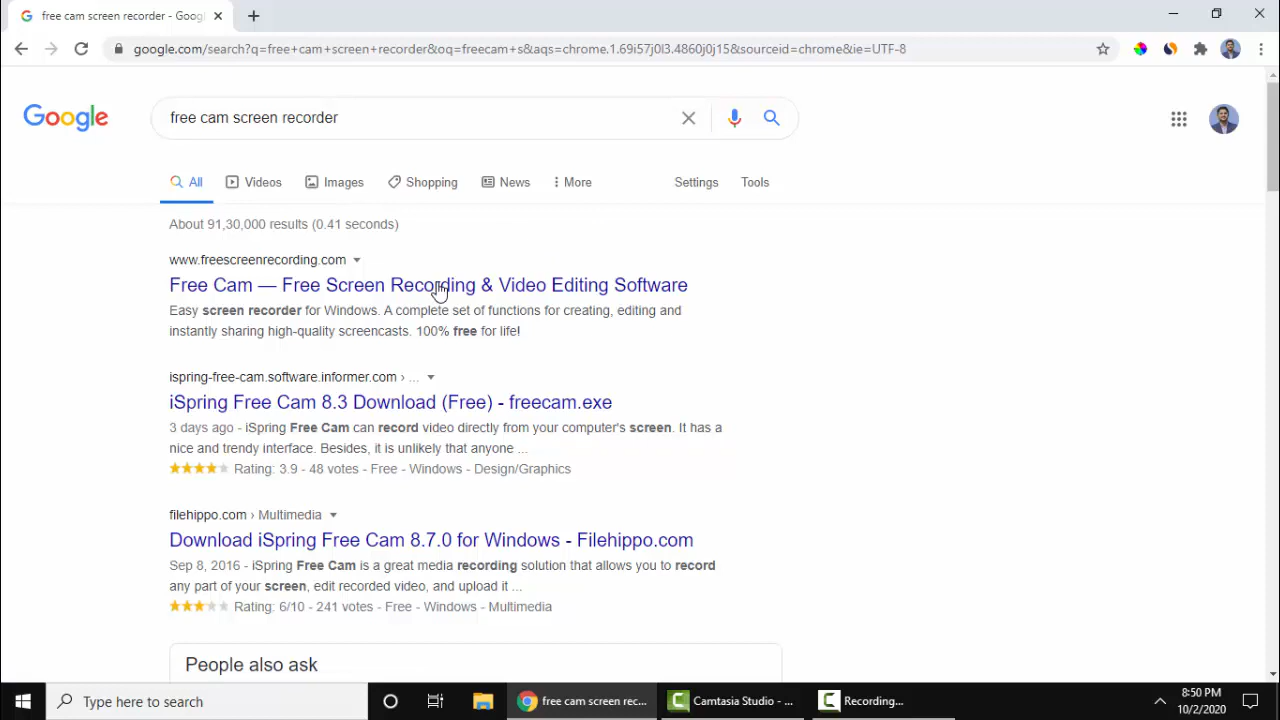 free cam screen recorder - Goog
google.com/search?q=free+cam+screen+recorder&oq=freecam+s&aqs=chrome.1.69i57j0l3.4860j0j15&sourceid=chrome&ie=UTF-8
Google
free cam screen recorder
All Videos Images Shopping News More Settings Tools
About 91,30,000 results (0.41 seconds)
www.freescreenrecording.com
Free Cam — Free Screen Recording & Video Editing Software
Easy screen recorder for Windows. A complete set of functions for creating, editing and
instantly sharing high-quality screencasts. 100% free for life!
ispring-free-cam.software.informer.com › ...
iSpring Free Cam 8.3 Download (Free) - freecam.exe
3 days ago - iSpring Free Cam can record video directly from your computer's screen. It has a
nice and trendy interface. Besides, it is unlikely that anyone ...
Rating: 3.9 - 48 votes - Free - Windows - Design/Graphics
filehippo.com › Multimedia
Download iSpring Free Cam 8.7.0 for Windows - Filehippo.com
Sep 8, 2016 - iSpring Free Cam is a great media recording solution that allows you to record
any part of your screen, edit recorded video, and upload it ...
Rating: 6/10 - 241 votes - Free - Windows - Multimedia
People also ask
Type here to search
free cam screen rec...
Camtasia Studio - ...
Recording...
8:50 PM
10/2/2020